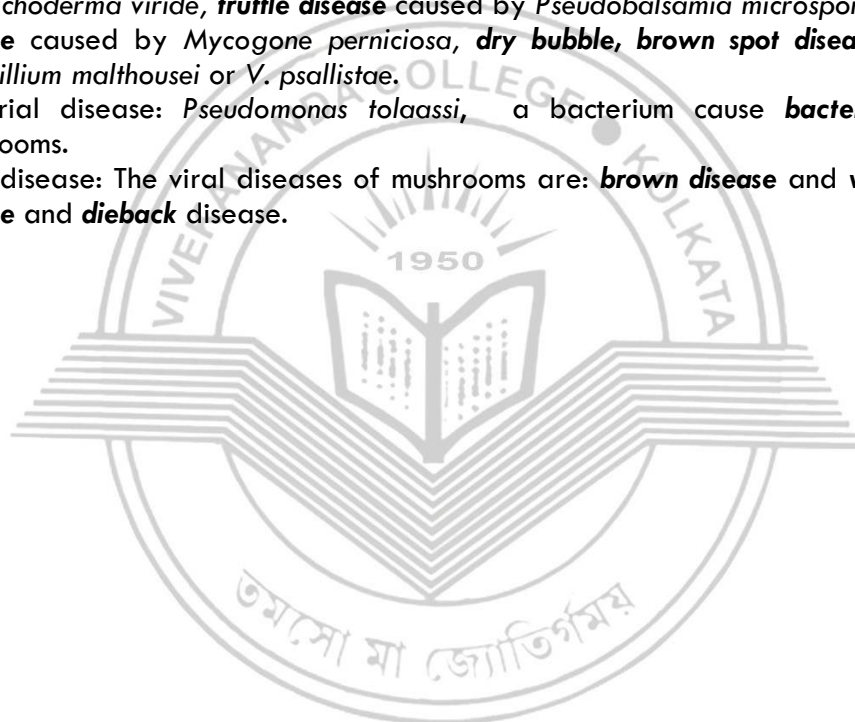 choderma viride, truffle disease caused by Pseudobalsamia microspor
e caused by Mycogone perniciosa, dry bubble, brown spot disea
illium malthousei or V. psallistae.
rial disease: Pseudomonas tolaassi, a bacterium cause bacte
ooms.
disease: The viral diseases of mushrooms are: brown disease and
e and dieback disease.
VIVEKANANDA COLLEGE • KOLKATA
1950
তমসো মা জ্যোতির্গময়